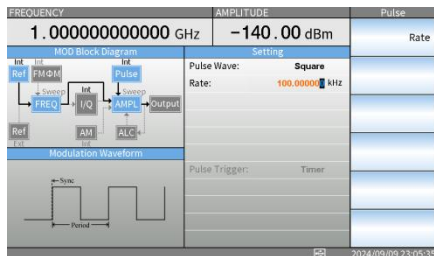 FREQUENCY AMPLITUDE Pulse
1.000000000000 GHz -140.00 dBm
Rate
MOD Block Diagram
Int Int Int
Ref FMΦM Pulse
Sweep Int Sweep
FREQ I/Q AMPL Output
Ref AM ALC
Ext Int
Setting
Pulse Wave: Square
Rate: 100.00000 kHz
Pulse Trigger: Timer
Modulation Waveform
Sync
Period
2024/09/09 23:05:35